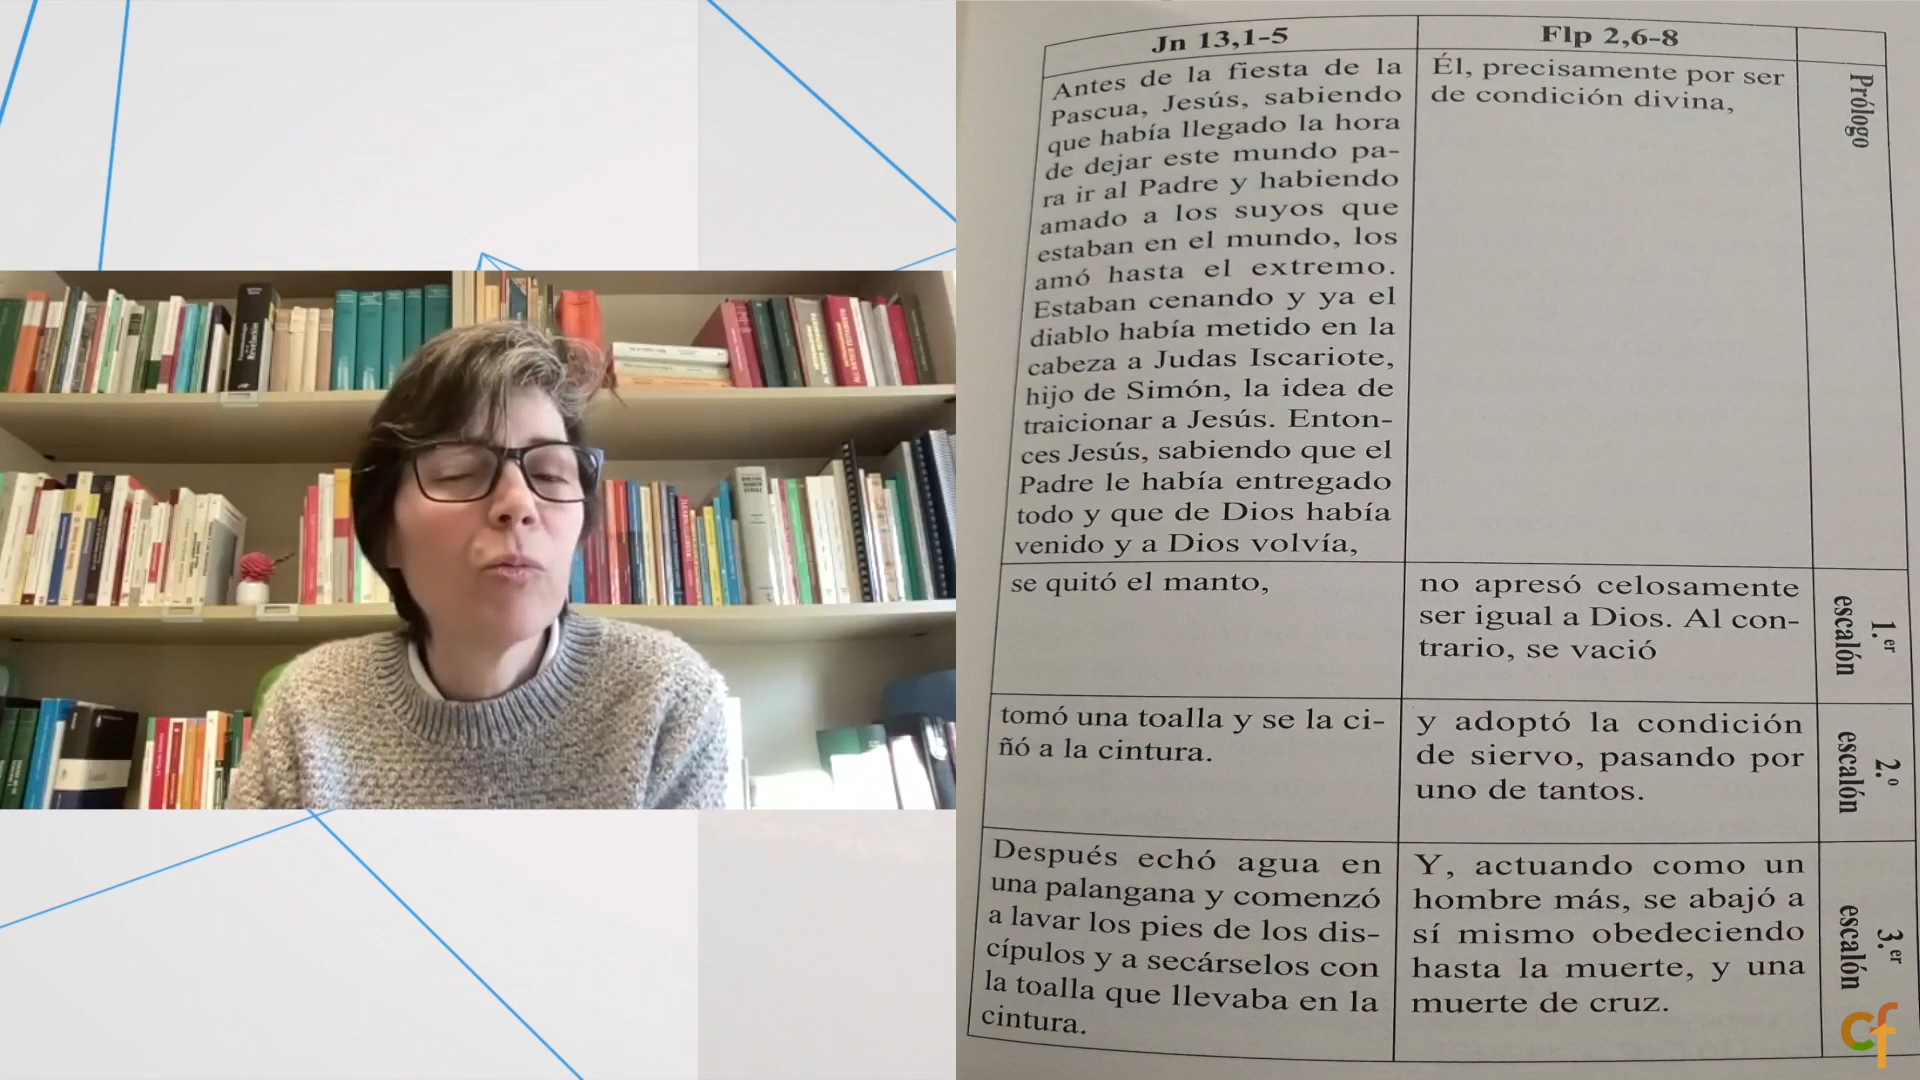 Jn 13,1-5
Flp 2,6-8
Antes de la fiesta de la
Pascua, Jesús, sabiendo
que había llegado la hora
de dejar este mundo pa-
ra ir al Padre y habiendo
amado a los suyos que
estaban en el mundo, los
amó hasta el extremo.
Estaban cenando y ya el
diablo había metido en la
cabeza a Judas Iscariote,
hijo de Simón, la idea de
traicionar a Jesús. Enton-
ces Jesús, sabiendo que el
Padre le había entregado
todo y que de Dios había
venido y a Dios volvía,
Él, precisamente por ser
de condición divina,
Prólogo
se quitó el manto,
no apresó celosamente
ser igual a Dios. Al con-
trario, se vació
1.er
escalón
tomó una toalla y se la ci-
ñó a la cintura.
y adoptó la condición
de siervo, pasando por
uno de tantos.
2.º
escalón
Después echó agua en
una palangana y comenzó
a lavar los pies de los dis-
cípulos y a secárselos con
la toalla que llevaba en la
cintura.
Y, actuando como un
hombre más, se abajó a
sí mismo obedeciendo
hasta la muerte, y una
muerte de cruz.
3.er
escalón
cf